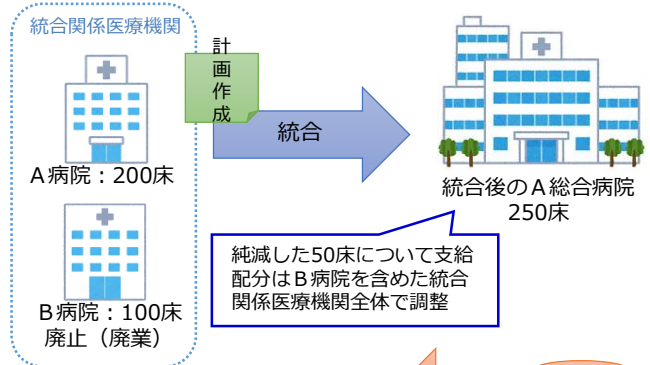 統合関係医療機関
計
画
作
成
統合
A病院：200床
B病院：100床
廃止（廃業）
統合後のA総合病院
250床
純減した50床について支給
配分はB病院を含めた統合
関係医療機関全体で調整